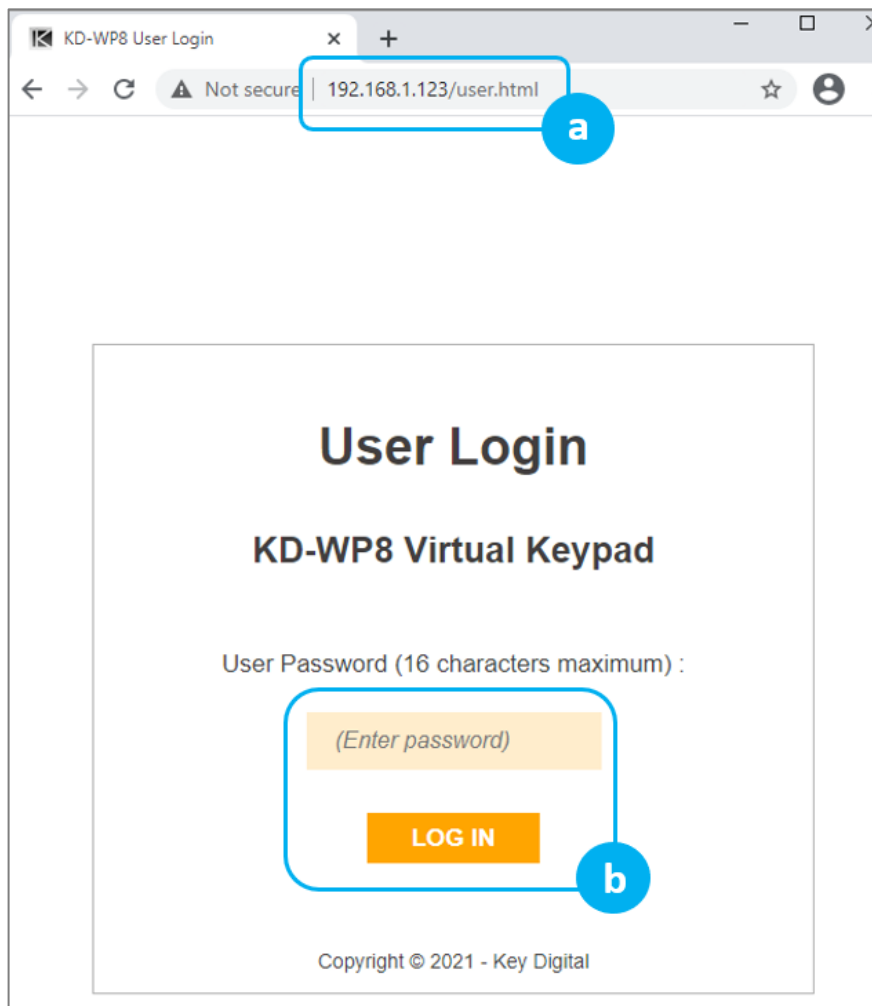 KD-WP8 User Login
Not secure 192.168.1.123/user.html
a
User Login
KD-WP8 Virtual Keypad
User Password (16 characters maximum) :
(Enter password)
LOG IN
b
Copyright © 2021 - Key Digital